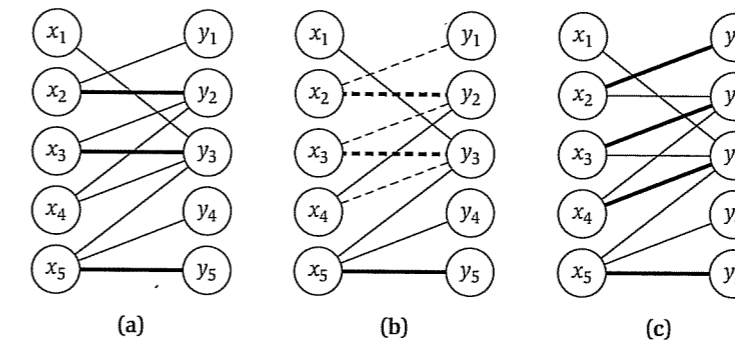 x1 y1 x1 y1 x1 y
x2 y2 x2 y2 x2 y
x3 y3 x3 y3 x3 y
x4 y4 x4 y4 x4 y
x5 y5 x5 y5 x5 y
(a) (b) (c)